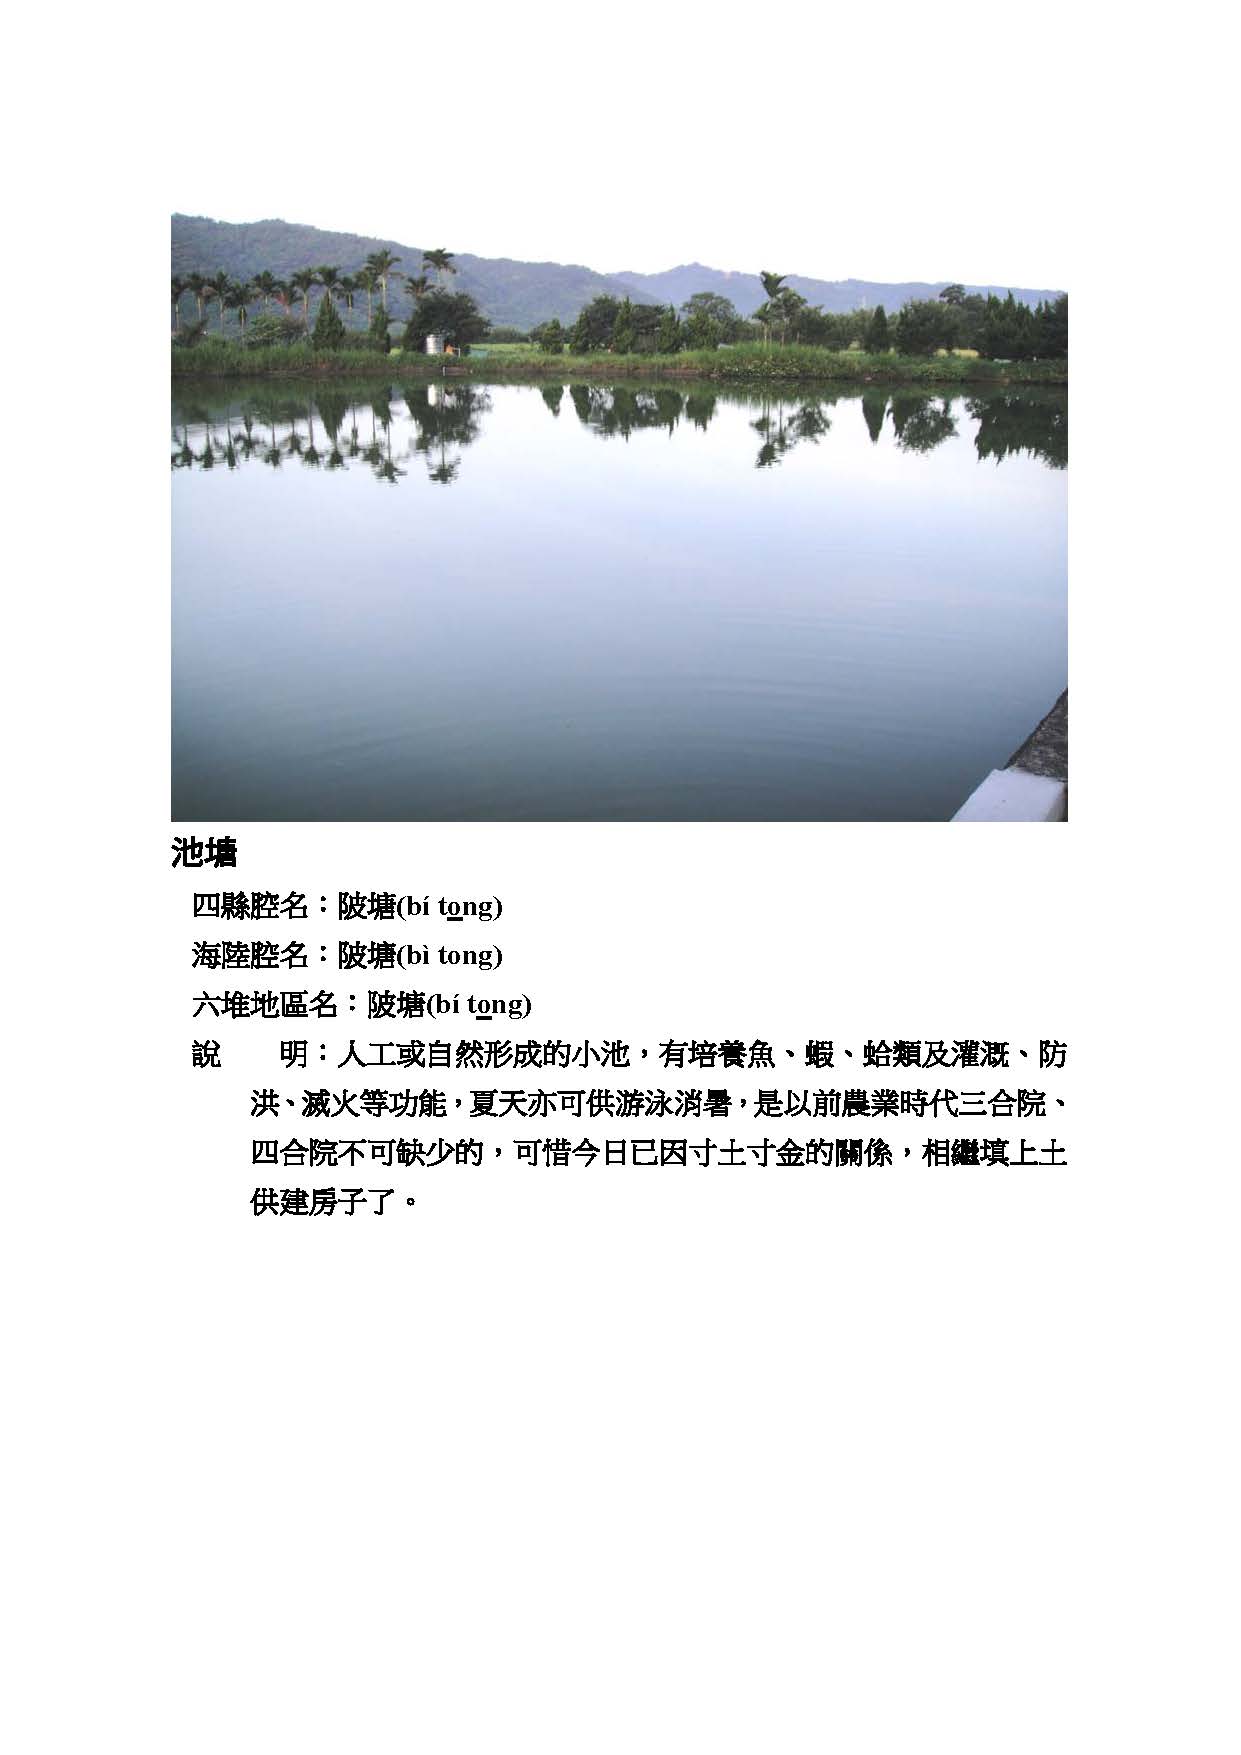 池塘
四縣腔名：陂塘(bí to̲ng)
海陸腔名：陂塘(bì tong)
六堆地區名：陂塘(bí to̲ng)
說　　明：人工或自然形成的小池，有培養魚、蝦、蛤類及灌溉、防
洪、滅火等功能，夏天亦可供游泳消暑，是以前農業時代三合院、
四合院不可缺少的，可惜今日已因寸土寸金的關係，相繼填上土
供建房子了。